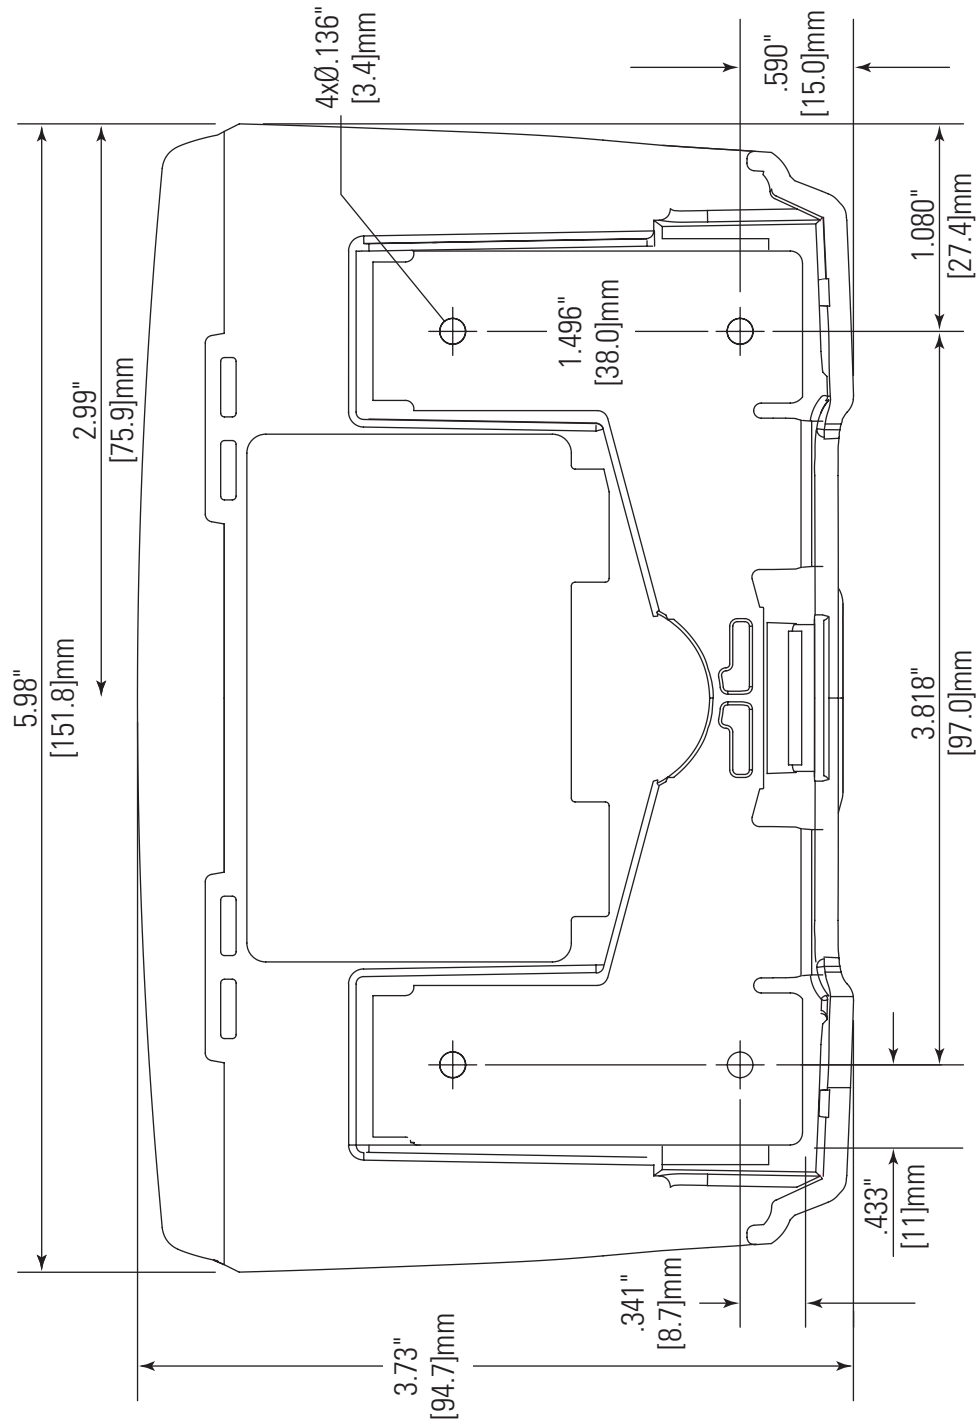 4xØ.136"
[3.4]mm
.590"
[15.0]mm
5.98"
[151.8]mm
2.99"
[75.9]mm
1.080"
[27.4]mm
1.496"
[38.0]mm
3.818"
[97.0]mm
.433"
[11]mm
.341"
[8.7]mm
3.73"
[94.7]mm